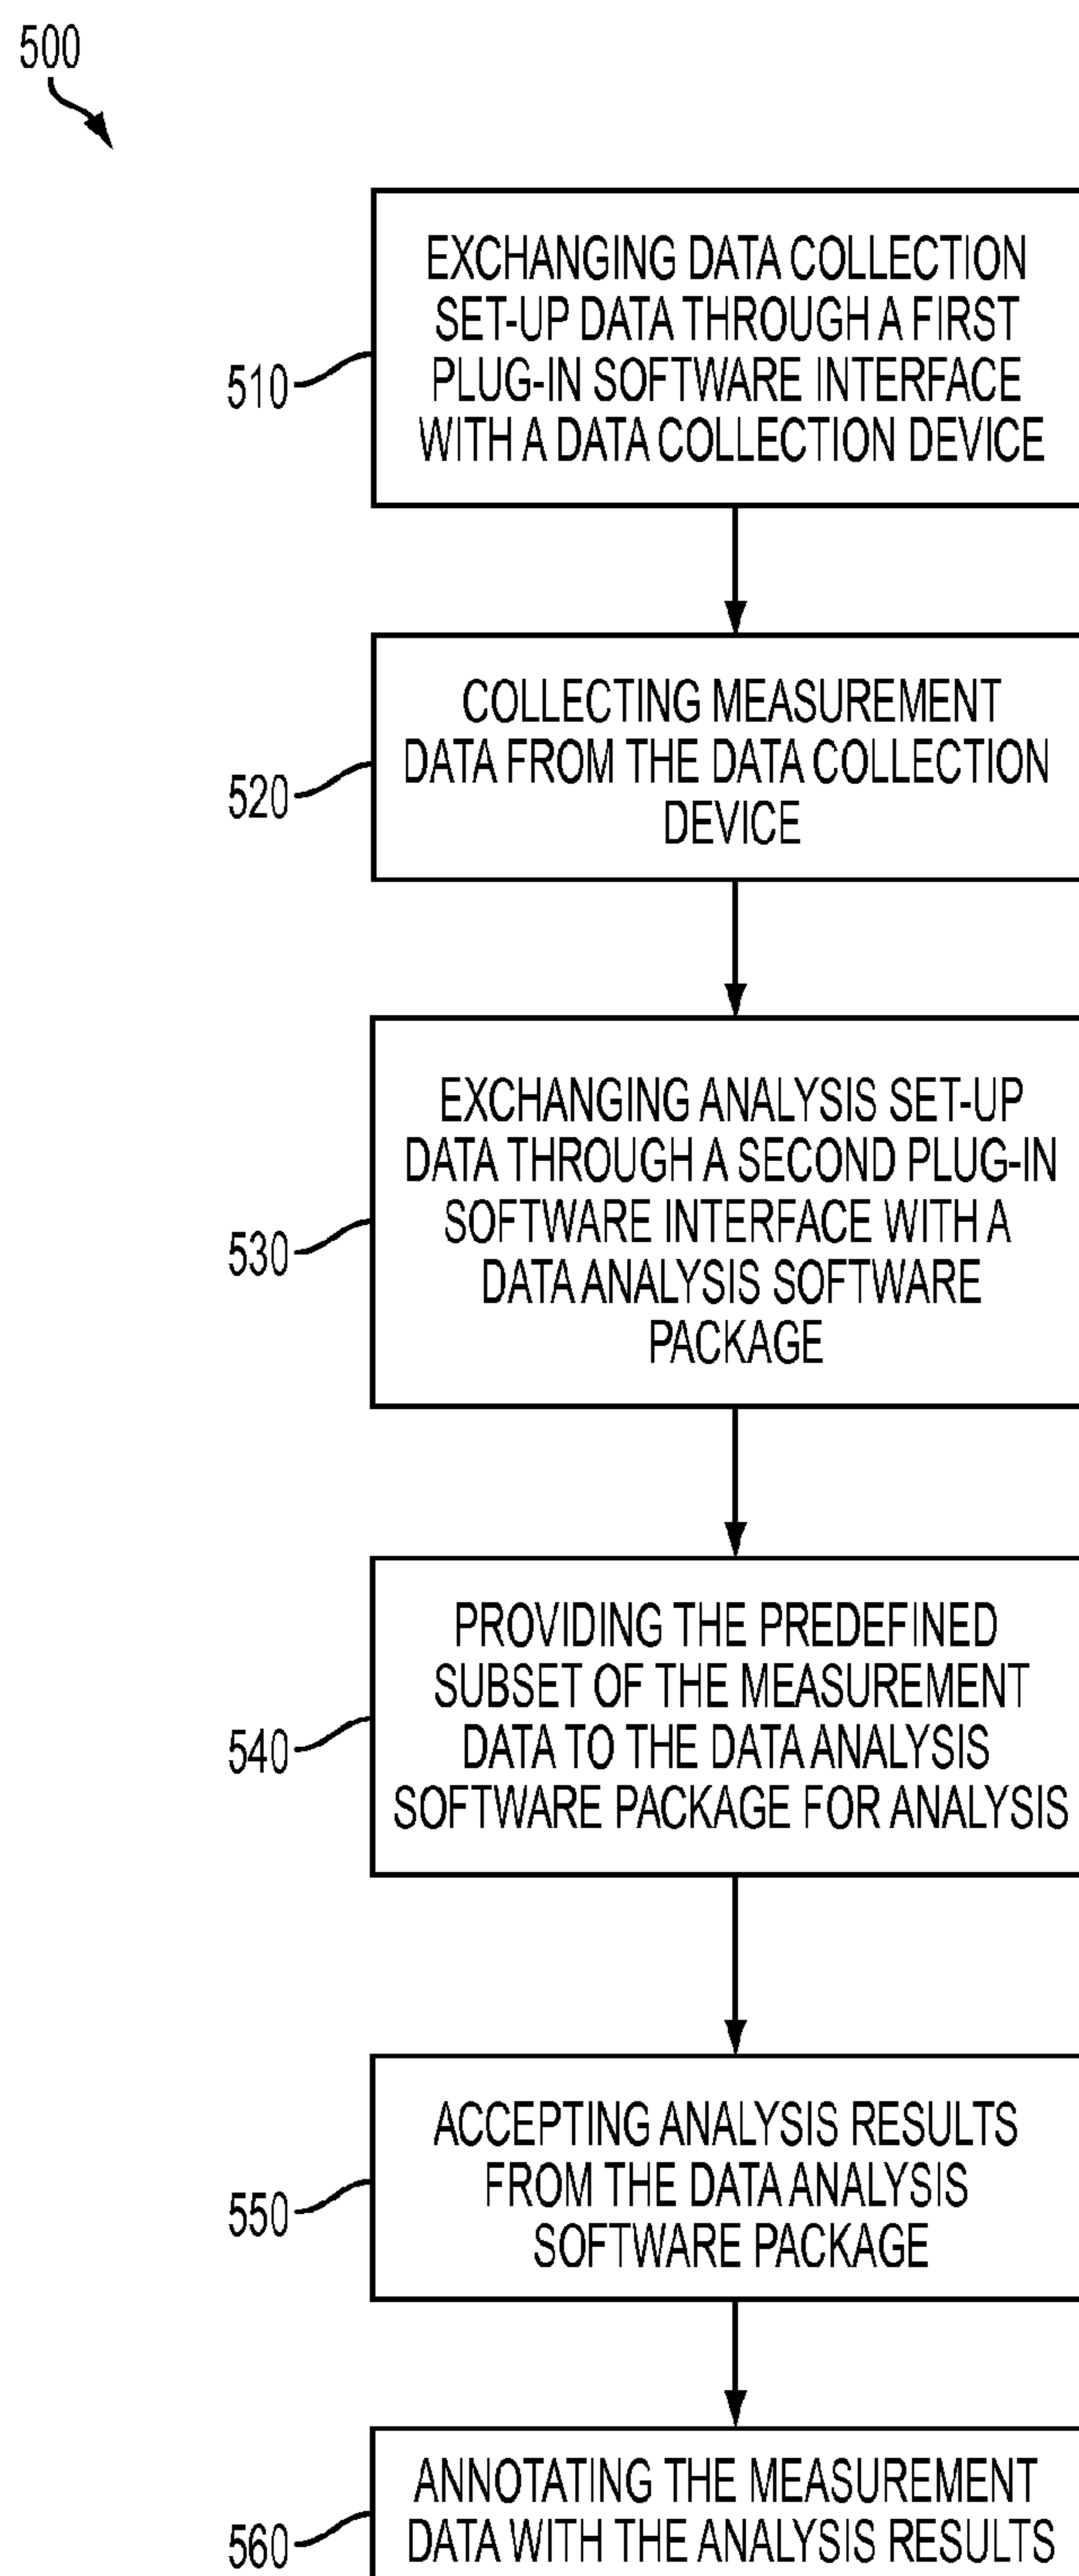 500
510
EXCHANGING DATA COLLECTION
SET-UP DATA THROUGH A FIRST
PLUG-IN SOFTWARE INTERFACE
WITH A DATA COLLECTION DEVICE
520
COLLECTING MEASUREMENT
DATA FROM THE DATA COLLECTION
DEVICE
530
EXCHANGING ANALYSIS SET-UP
DATA THROUGH A SECOND PLUG-IN
SOFTWARE INTERFACE WITH A
DATA ANALYSIS SOFTWARE
PACKAGE
540
PROVIDING THE PREDEFINED
SUBSET OF THE MEASUREMENT
DATA TO THE DATA ANALYSIS
SOFTWARE PACKAGE FOR ANALYSIS
550
ACCEPTING ANALYSIS RESULTS
FROM THE DATA ANALYSIS
SOFTWARE PACKAGE
560
ANNOTATING THE MEASUREMENT
DATA WITH THE ANALYSIS RESULTS